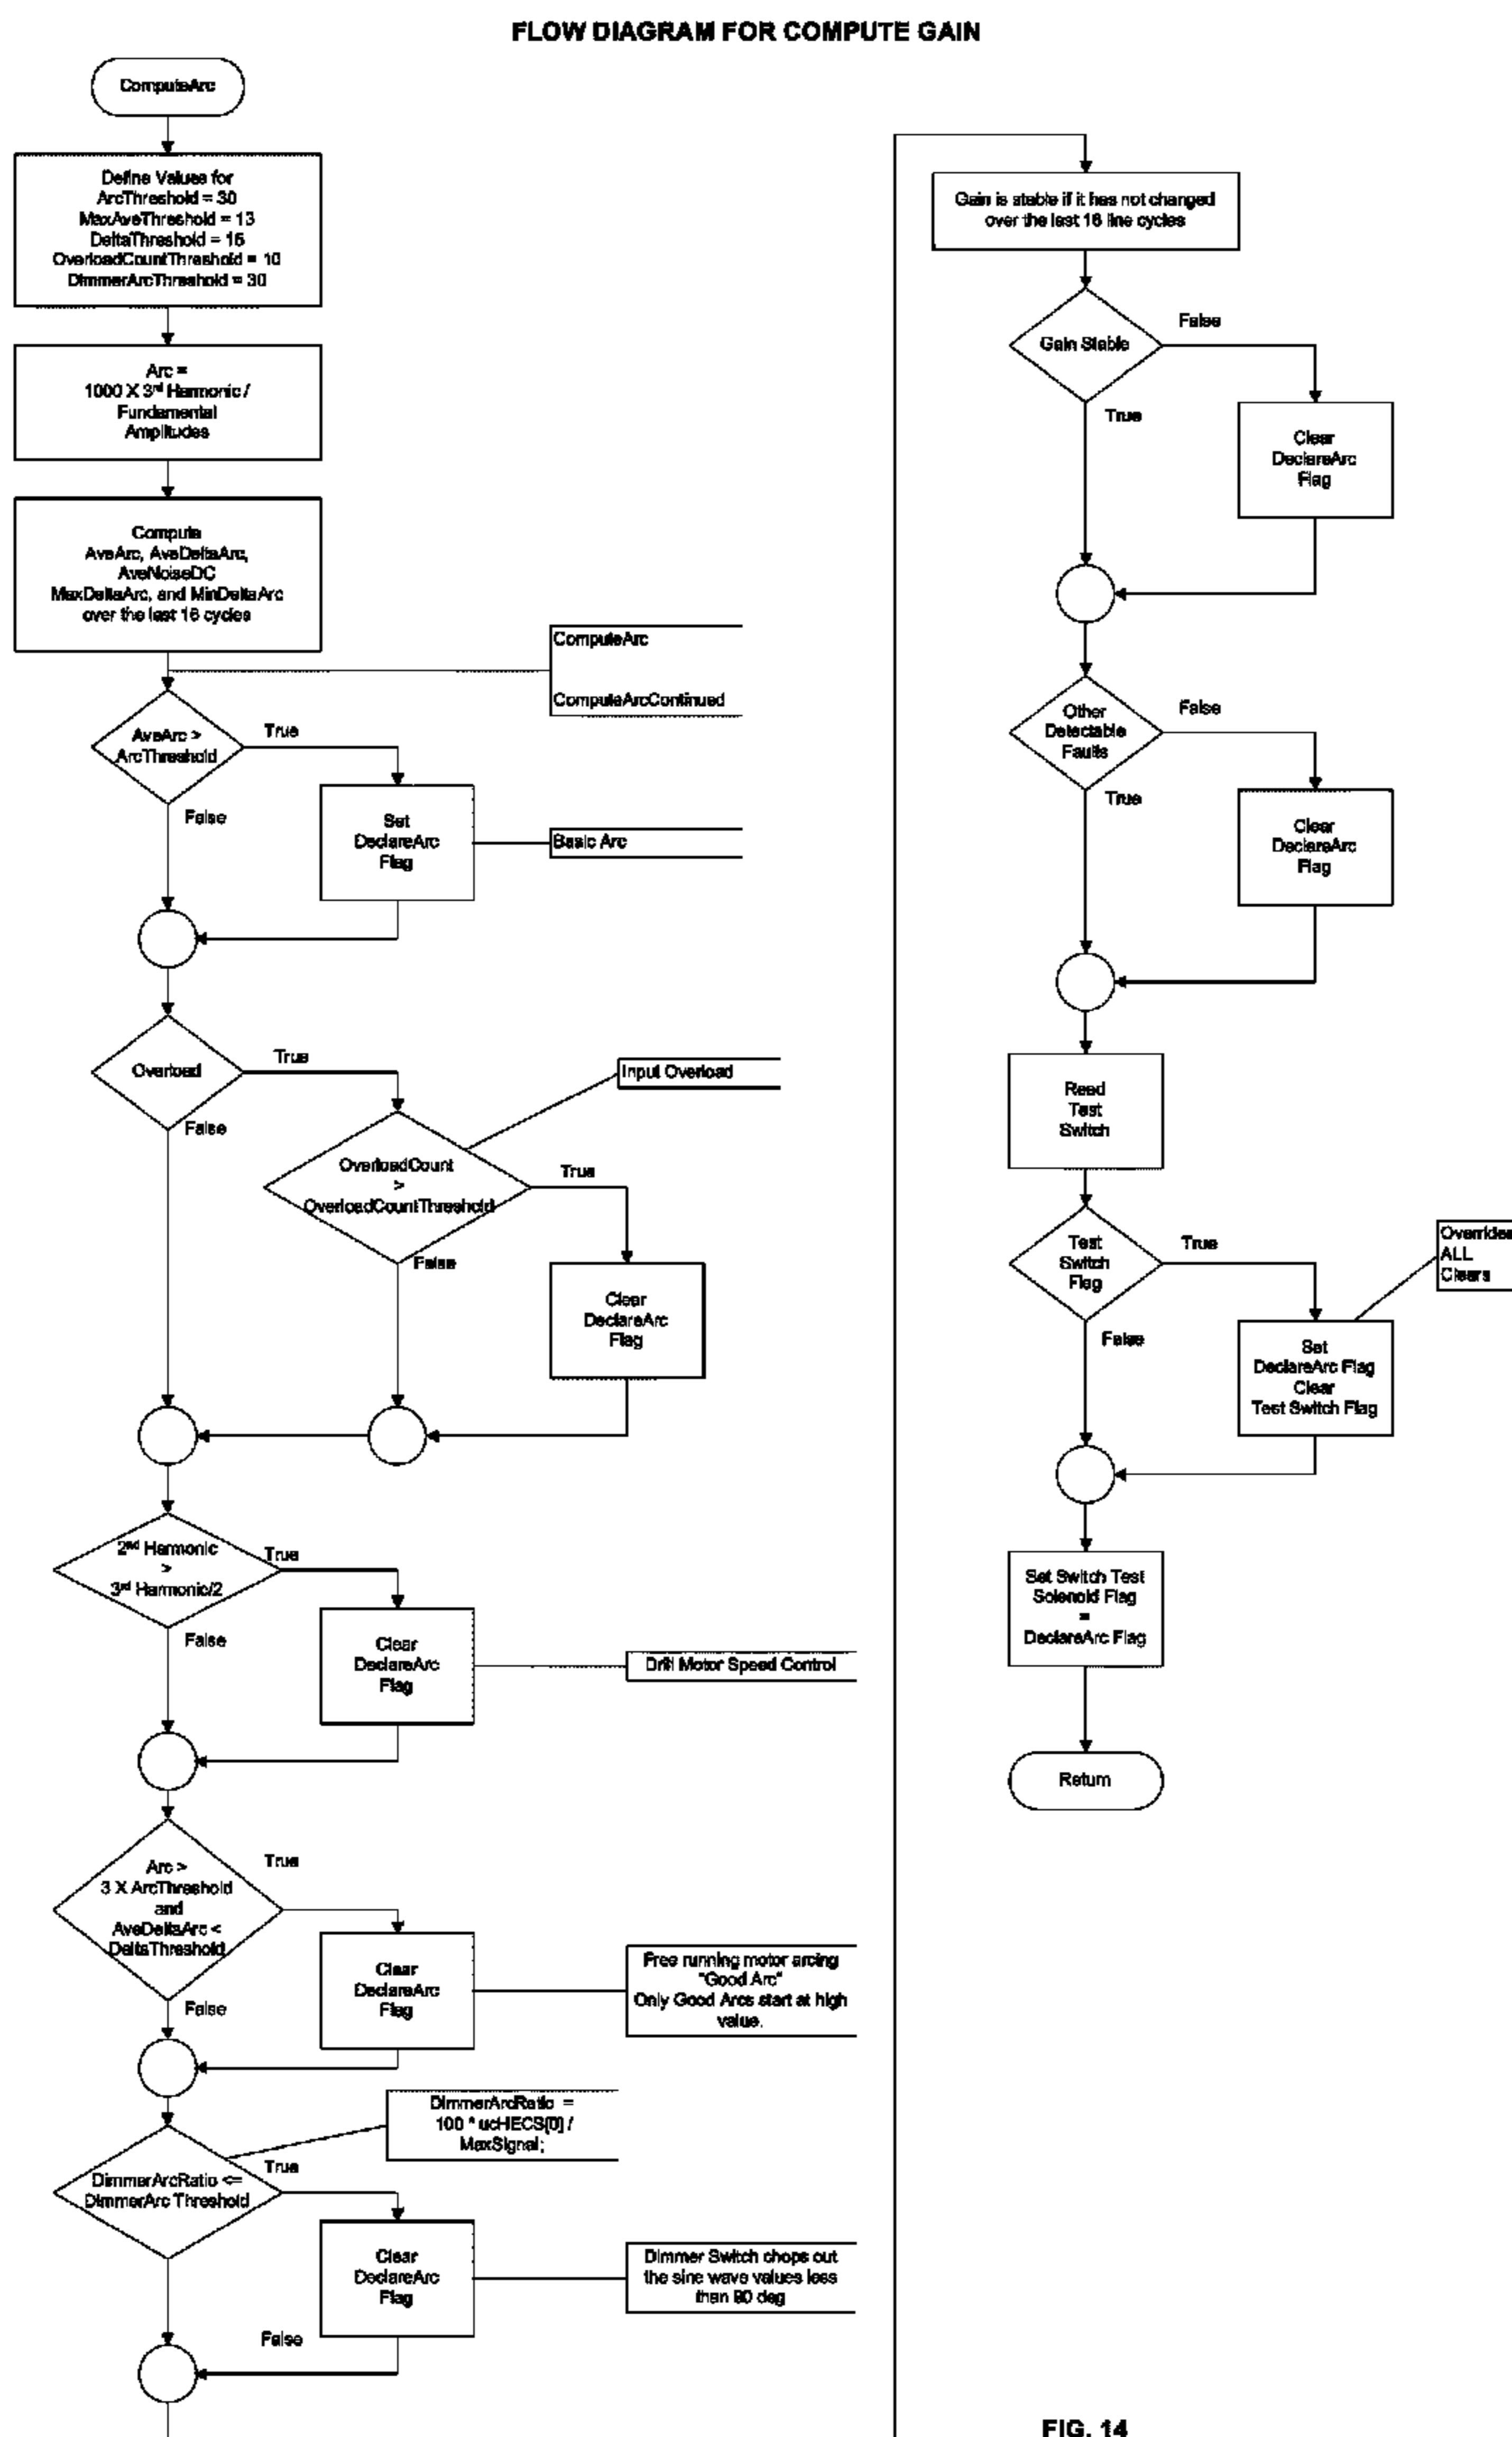 FLOW DIAGRAM FOR COMPUTE GAIN
ComputeArc
Define Values for
ArcThreshold = 30
MaxAveThreshold = 13
DeltaThreshold = 15
OverloadCountThreshold = 10
DimmerArcThreshold = 30
Arc =
1000 X 3rd Harmonic /
Fundamental
Amplitudes
Compute
AveArc, AveDeltaArc,
AveNoiseDC
MaxDeltaArc, and MinDeltaArc
over the last 16 cycles
ComputeArc
ComputeArcContinued
AveArc >
ArcThreshold
True
False
Set
DeclareArc
Flag
Basic Arc
Overload
True
False
Input Overload
OverloadCount
>
OverloadCountThreshold
True
False
Clear
DeclareArc
Flag
2nd Harmonic
>
3rd Harmonic/2
True
False
Clear
DeclareArc
Flag
Drill Motor Speed Control
Arc >
3 X ArcThreshold
and
AveDeltaArc <
DeltaThreshold
True
False
Clear
DeclareArc
Flag
Free running motor arcing
"Good Arc"
Only Good Arcs start at high
value.
DimmerArcRatio =
100 * ucHECS[0] /
MaxSignal;
DimmerArcRatio <=
DimmerArc Threshold
True
Clear
DeclareArc
Flag
Dimmer Switch chops out
the sine wave values less
than 90 deg
False
Gain is stable if it has not changed
over the last 16 line cycles
Gain Stable
False
True
Clear
DeclareArc
Flag
Other
Detectable
Faults
False
True
Clear
DeclareArc
Flag
Read
Test
Switch
Test
Switch
Flag
True
False
Overrides
ALL
Clears
Set
DeclareArc Flag
Clear
Test Switch Flag
Set Switch Test
Solenoid Flag
=
DeclareArc Flag
Return
FIG. 14